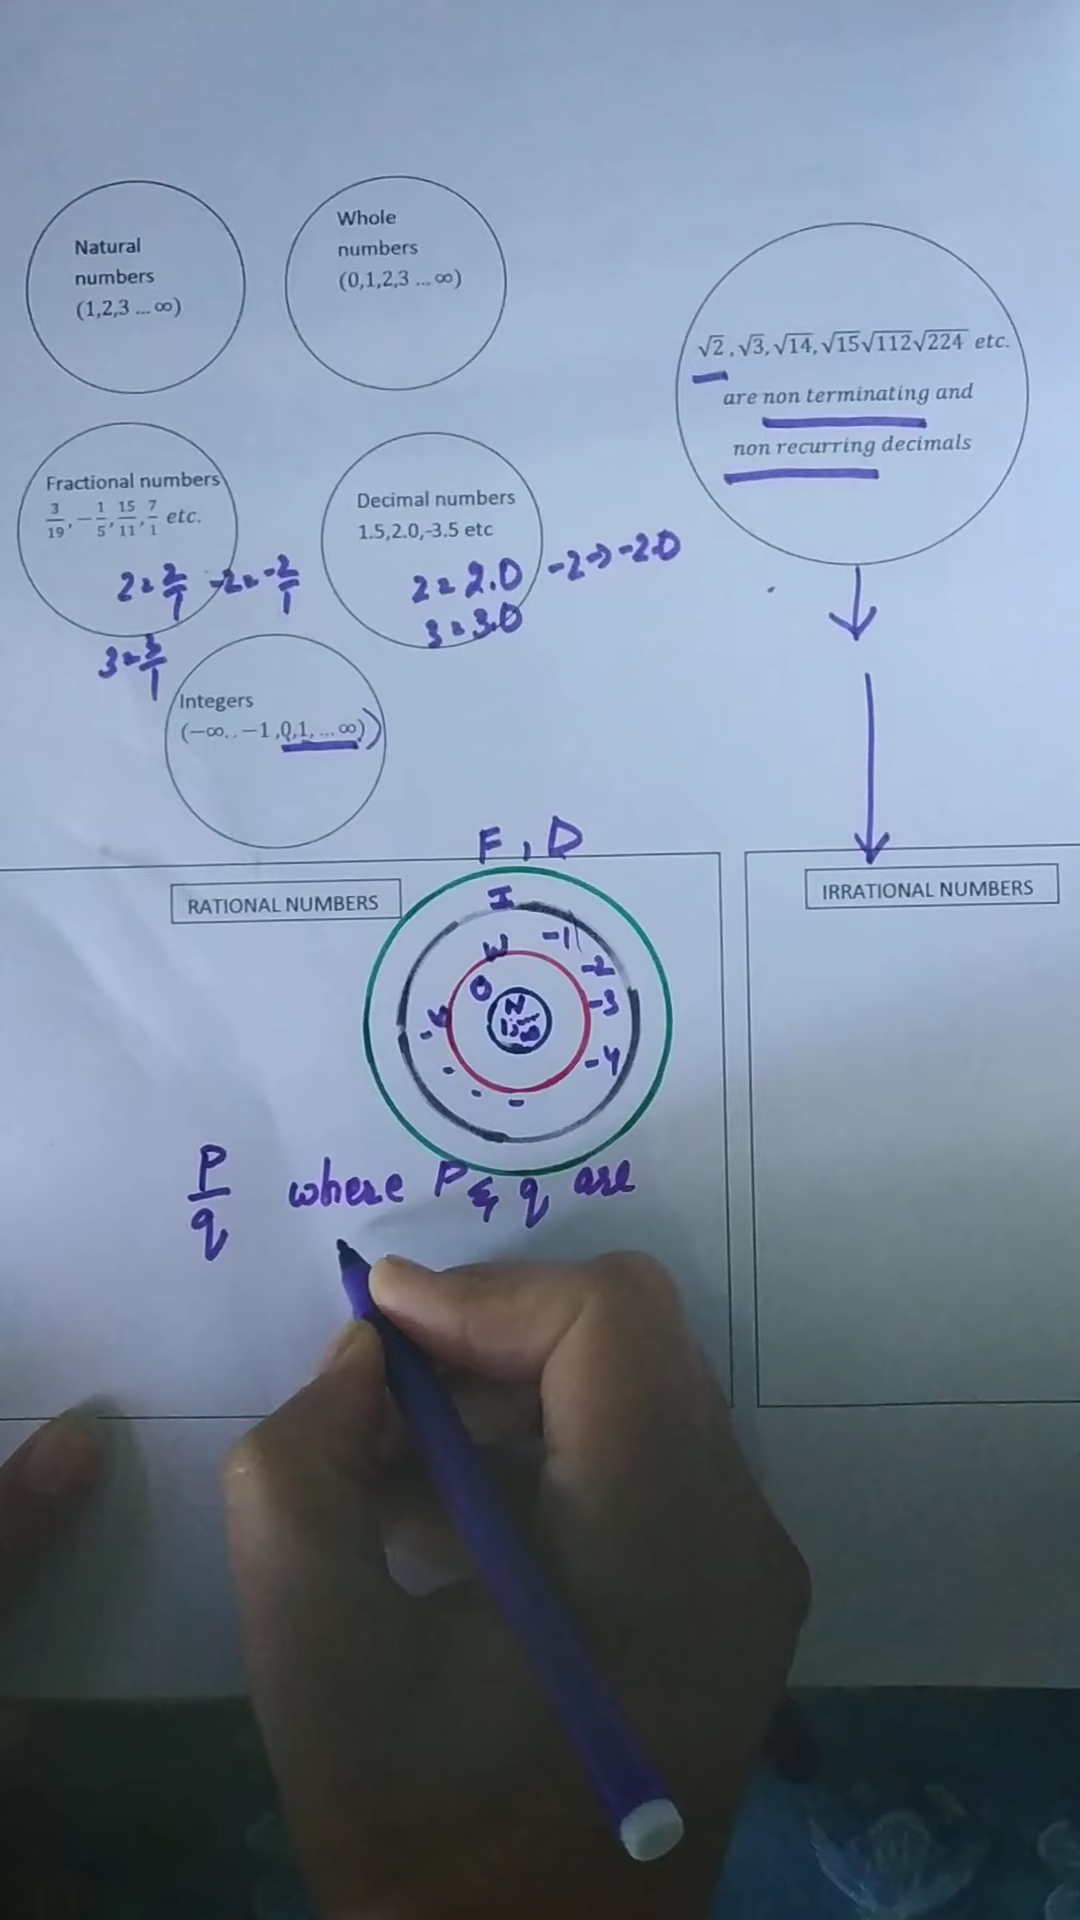 Natural
numbers
(1,2,3 ... ∞)
Whole
numbers
(0,1,2,3 ... ∞)
√2, √3, √14, √15√112√224 etc.
are non terminating and
non recurring decimals
Fractional numbers
3/19, −1/5, 15/11, 7/1 etc.
2 = 2/1 -2 = -2/1
3 = 3/1
Decimal numbers
1.5,2.0,-3.5 etc
2 = 2.0 -2 → -2.0
3 = 3.0
Integers
(−∞.. −1 ,0,1, ... ∞))
F, D
RATIONAL NUMBERS
IRRATIONAL NUMBERS
I
W
-1
-2
0
N
-3
-4
P/q where P & q are